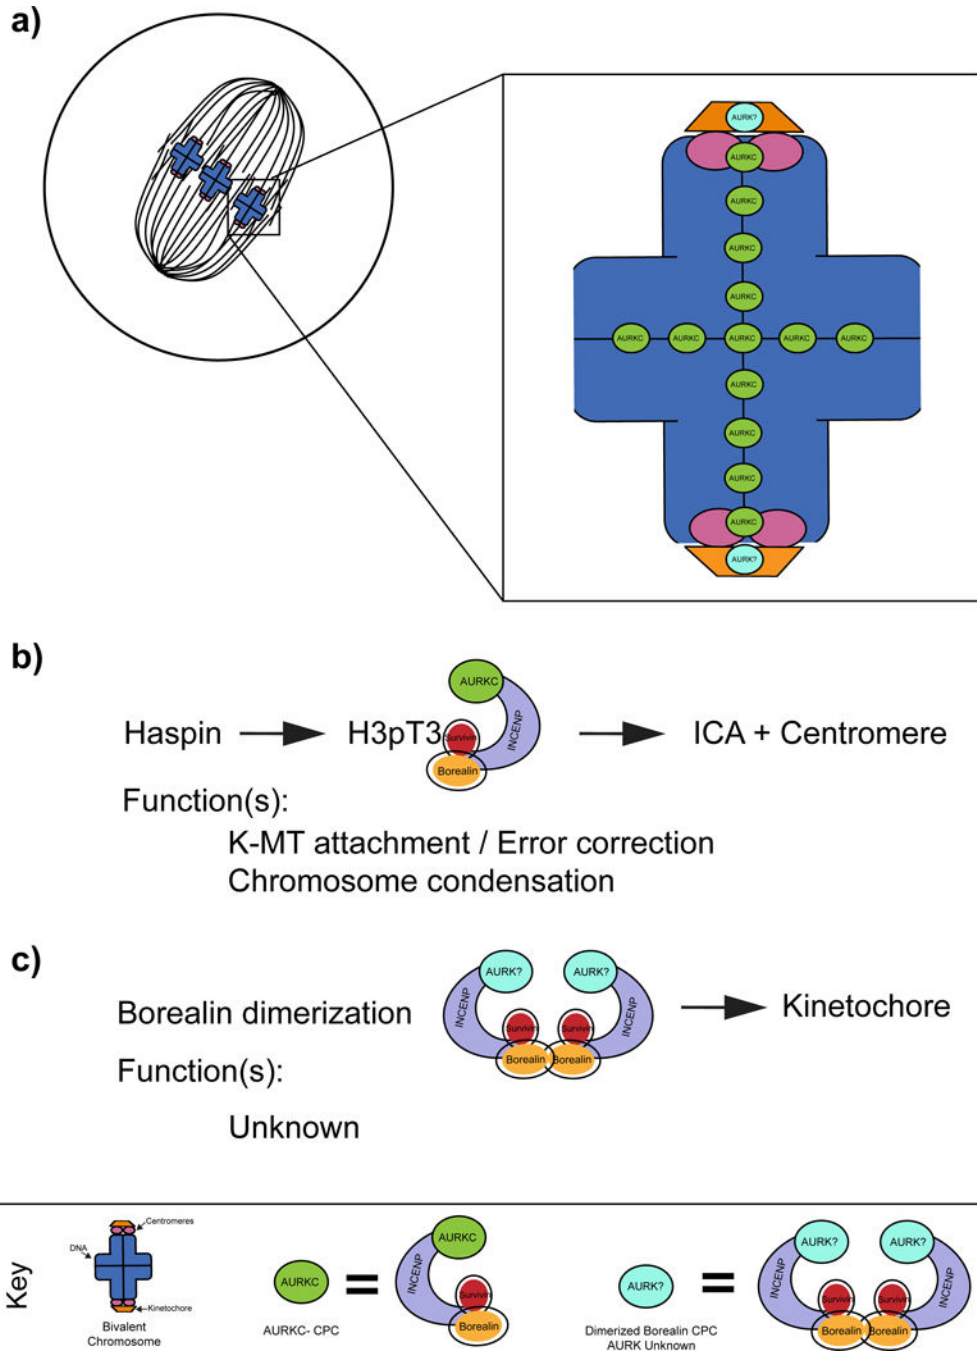 a)
AURK?
AURKC
AURKC
AURKC
AURKC
AURKC AURKC AURKC AURKC AURKC
AURKC
AURKC
AURKC
AURKC
AURK?
b)
Haspin H3pT3 Survivin Borealin INCENP AURKC ICA + Centromere
Function(s):
K-MT attachment / Error correction
Chromosome condensation
c)
AURK? AURK?
INCENP INCENP
Borealin dimerization Survivin Survivin Kinetochore
Borealin Borealin
Function(s):
Unknown
Key
Centromeres
DNA
Kinetochore
Bivalent
Chromosome
AURKC = AURKC
INCENP
Survivin
Borealin
AURKC- CPC
AURK? = AURK? AURK?
INCENP INCENP
Survivin Survivin
Borealin Borealin
Dimerized Borealin CPC
AURK Unknown